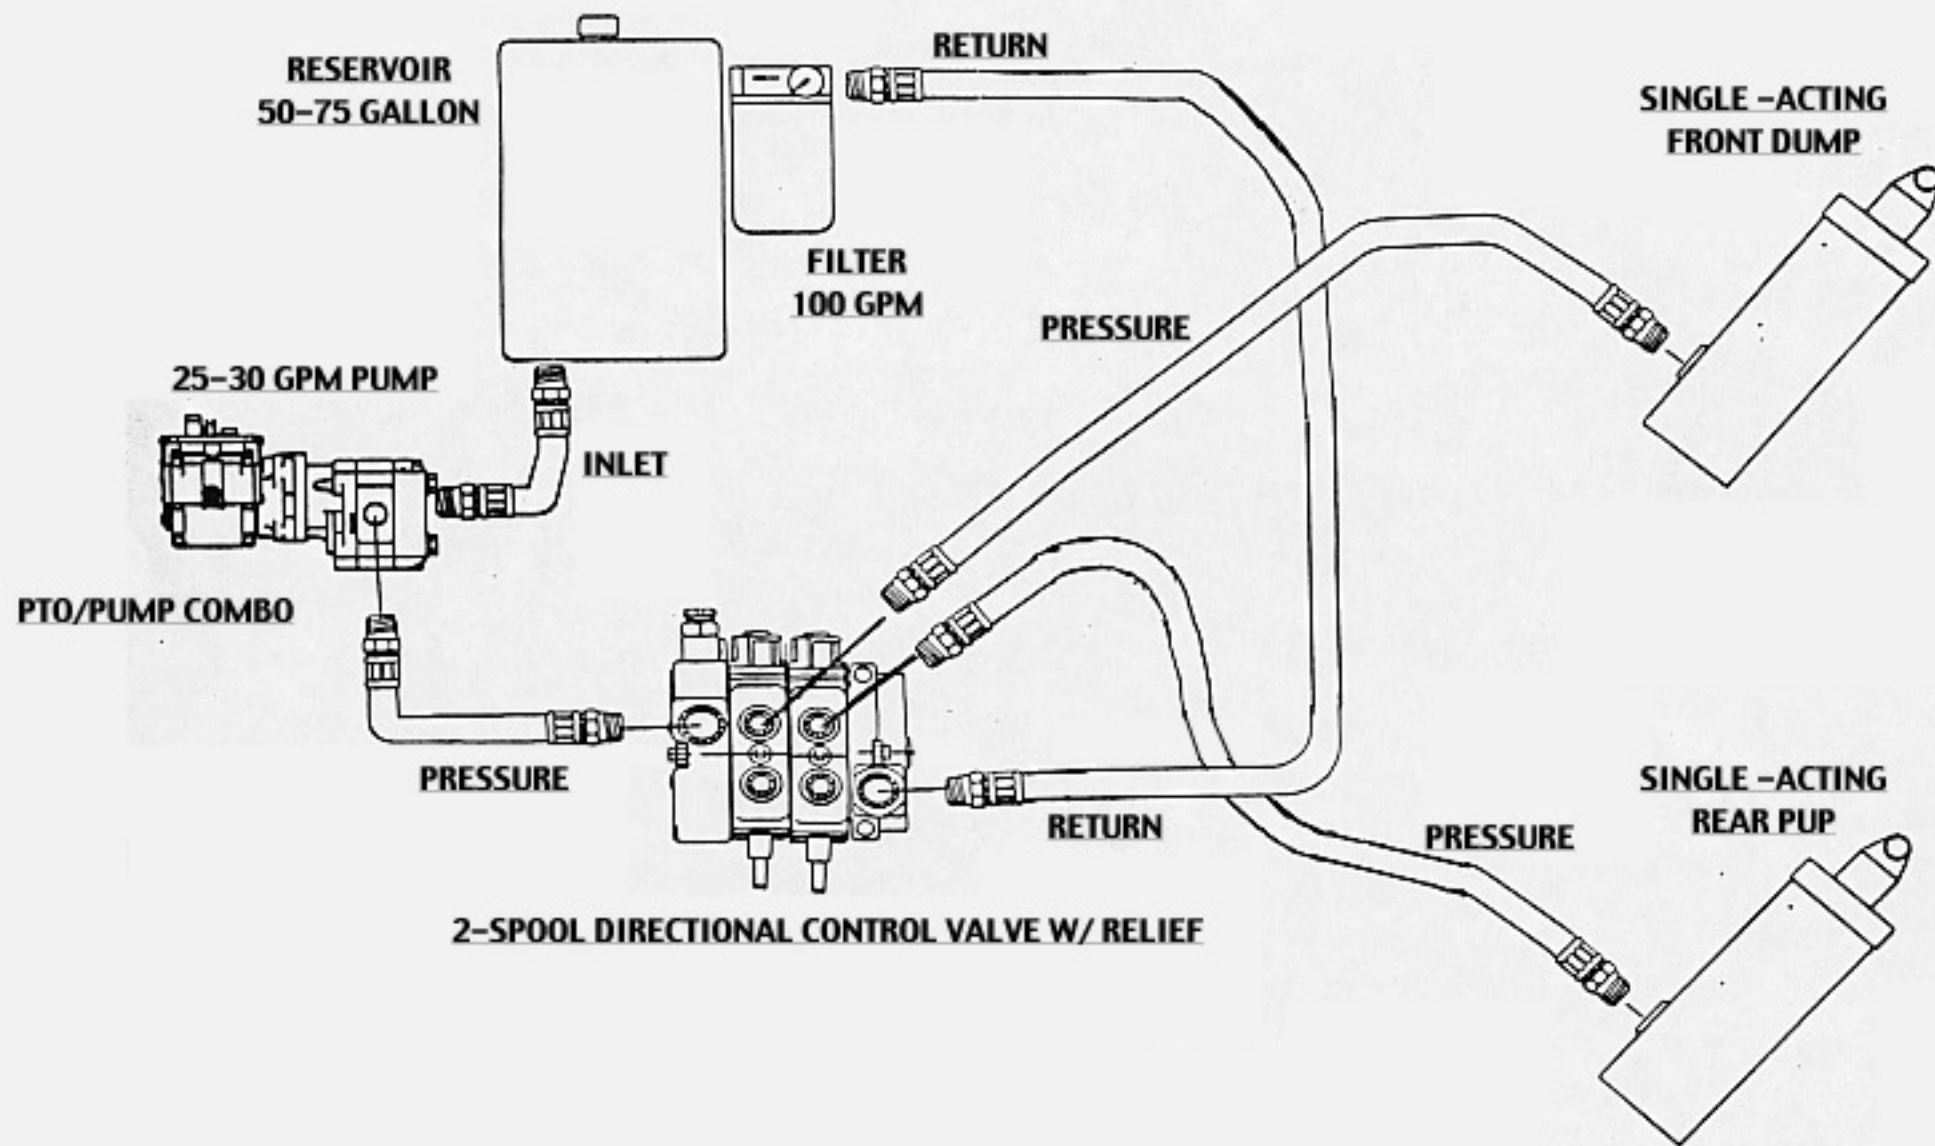 RETURN
RESERVOIR
50-75 GALLON
SINGLE -ACTING
FRONT DUMP
FILTER
100 GPM
PRESSURE
25-30 GPM PUMP
INLET
PTO/PUMP COMBO
PRESSURE
RETURN
SINGLE -ACTING
REAR PUP
PRESSURE
2-SPOOL DIRECTIONAL CONTROL VALVE W/ RELIEF